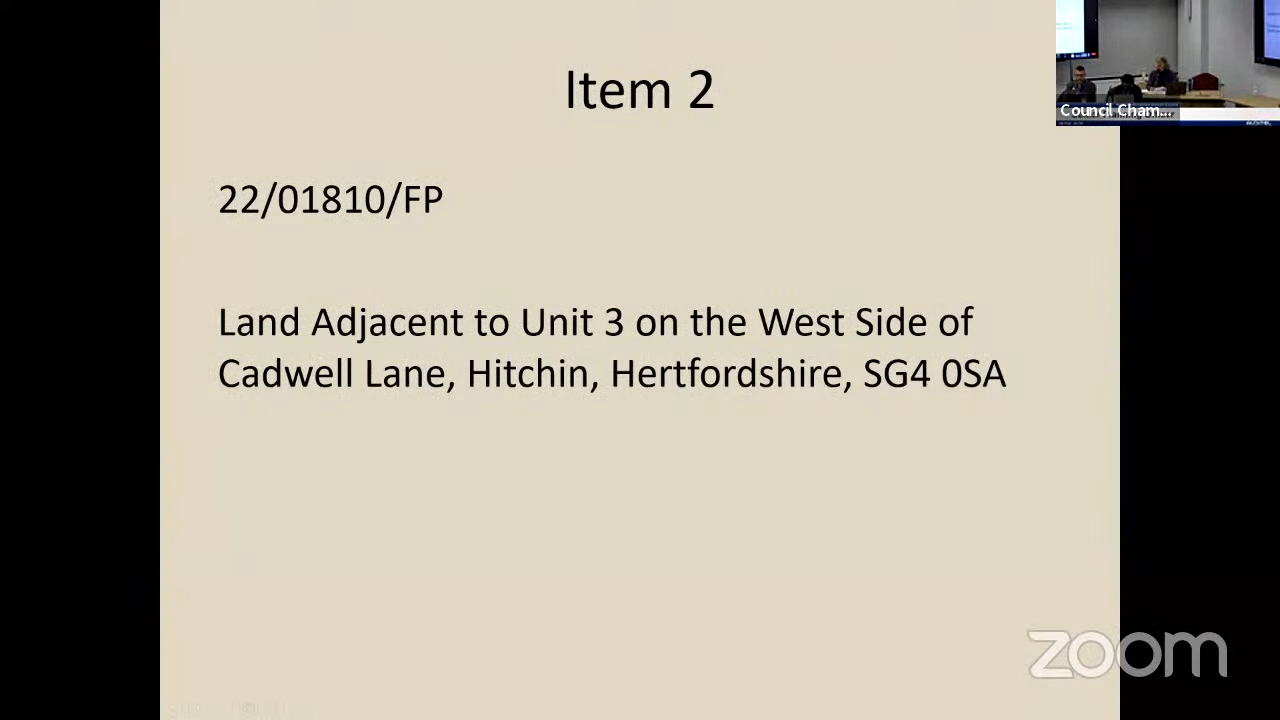 Item 2
Council Cham...
22/01810/FP
Land Adjacent to Unit 3 on the West Side of
Cadwell Lane, Hitchin, Hertfordshire, SG4 0SA
zoom